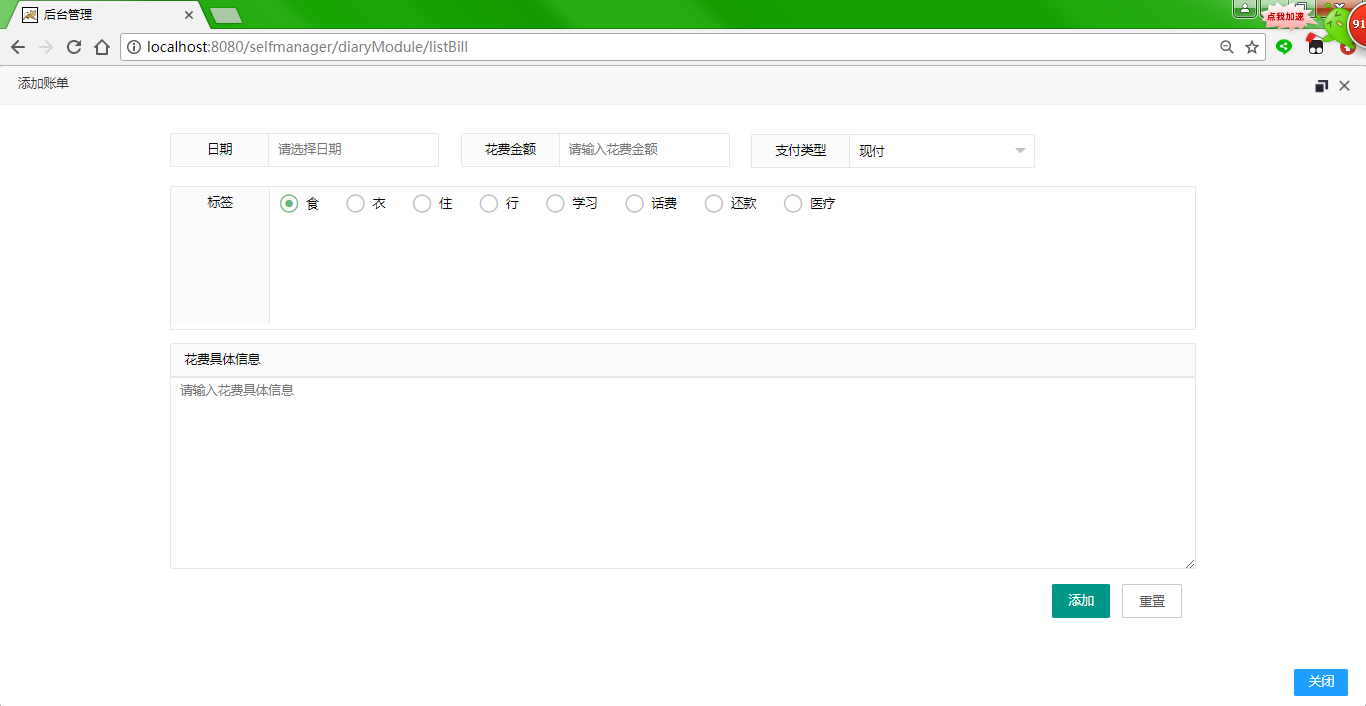 后台管理
点我加速
91
localhost:8080/selfmanager/diaryModule/listBill
添加账单
日期 请选择日期 花费金额 请输入花费金额 支付类型 现付
标签 食 衣 住 行 学习 话费 还款 医疗
花费具体信息
请输入花费具体信息
添加 重置
关闭